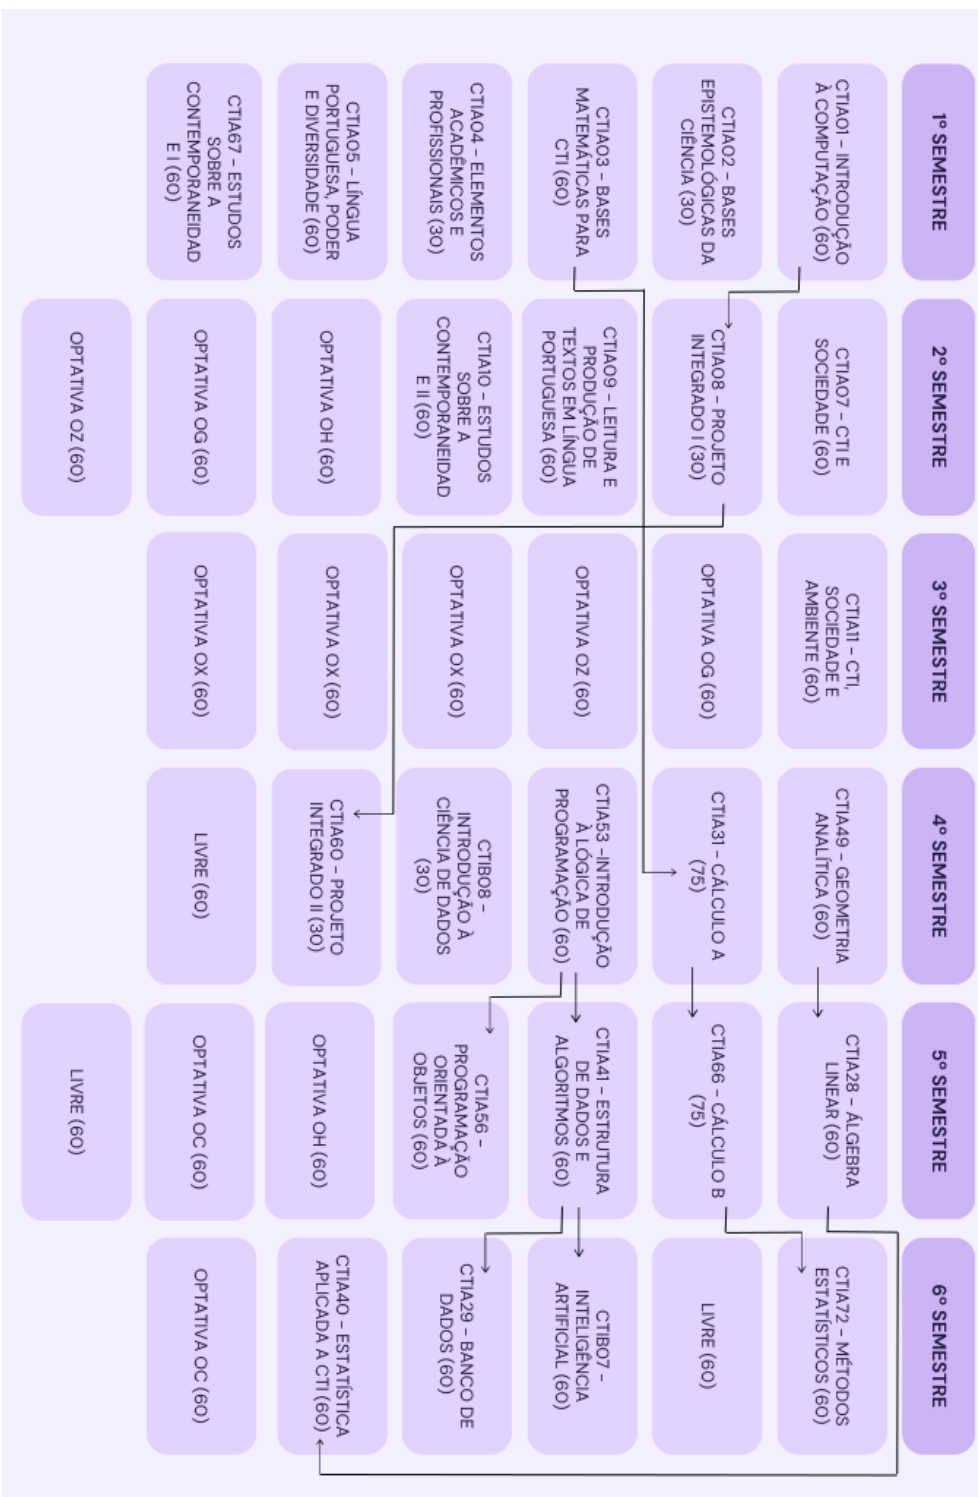 1º SEMESTRE
CTIA01 – INTRODUÇÃO
À COMPUTAÇÃO (60)
CTIA02 – BASES
EPISTEMOLÓGICAS DA
CIÊNCIA (30)
CTIA03 – BASES
MATEMÁTICAS PARA
CTI (60)
CTIA04 – ELEMENTOS
ACADÊMICOS E
PROFISSIONAIS (30)
CTIA05 – LÍNGUA
PORTUGUESA, PODER
E DIVERSIDADE (60)
CTIA67 – ESTUDOS
SOBRE A
CONTEMPORANEIDAD
E I (60)
2º SEMESTRE
CTIA07 – CTI E
SOCIEDADE (60)
CTIA08 – PROJETO
INTEGRADO I (30)
CTIA09 – LEITURA E
PRODUÇÃO DE
TEXTOS EM LÍNGUA
PORTUGUESA (60)
CTIA10 – ESTUDOS
SOBRE A
CONTEMPORANEIDAD
E II (60)
OPTATIVA OH (60)
OPTATIVA OG (60)
OPTATIVA OZ (60)
3º SEMESTRE
CTIA11 – CTI,
SOCIEDADE E
AMBIENTE (60)
OPTATIVA OG (60)
OPTATIVA OZ (60)
OPTATIVA OX (60)
OPTATIVA OX (60)
OPTATIVA OX (60)
4º SEMESTRE
CTIA49 – GEOMETRIA
ANALÍTICA (60)
CTIA31 – CÁLCULO A
(75)
CTIA53 –INTRODUÇÃO
À LÓGICA DE
PROGRAMAÇÃO (60)
CTIB08 –
INTRODUÇÃO À
CIÊNCIA DE DADOS
(30)
CTIA60 – PROJETO
INTEGRADO II (30)
LIVRE (60)
5º SEMESTRE
CTIA28 – ÁLGEBRA
LINEAR (60)
CTIA66 – CÁLCULO B
(75)
CTIA41 – ESTRUTURA
DE DADOS E
ALGORITMOS (60)
CTIA56 –
PROGRAMAÇÃO
ORIENTADA À
OBJETOS (60)
OPTATIVA OH (60)
OPTATIVA OC (60)
LIVRE (60)
6º SEMESTRE
CTIA72 – MÉTODOS
ESTATÍSTICOS (60)
LIVRE (60)
CTIB07 –
INTELIGÊNCIA
ARTIFICIAL (60)
CTIA29 – BANCO DE
DADOS (60)
CTIA40 – ESTATÍSTICA
APLICADA A CTI (60)
OPTATIVA OC (60)